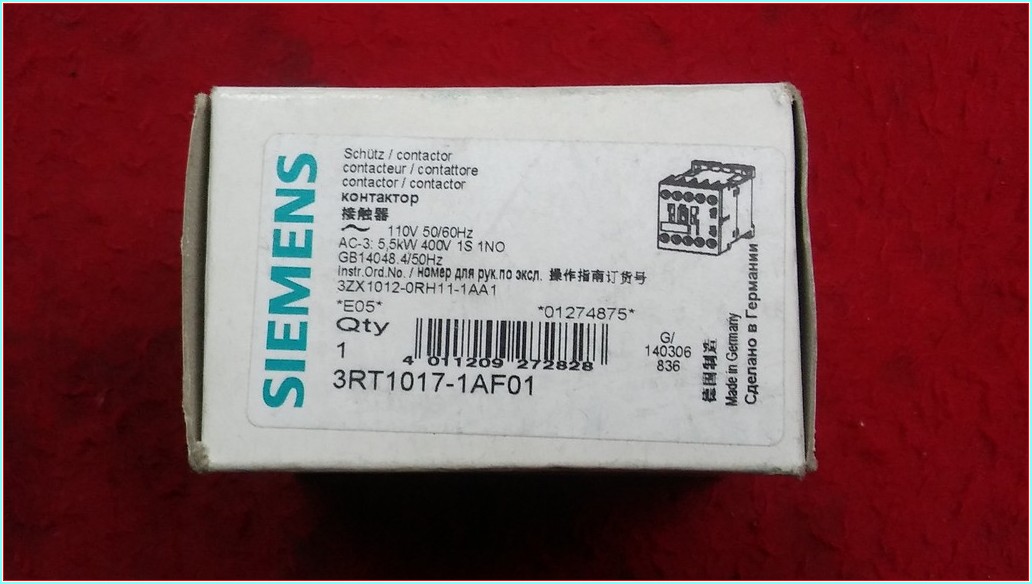 SIEMENS
Schütz / contactor
contacteur / contattore
contactor / contactor
контактор
接触器
~ 110V 50/60Hz
AC-3: 5,5kW 400V 1S 1NO
GB14048.4/50Hz
Instr.Ord.No. / номер для рук.по эксл. 操作指南订货号
3ZX1012-0RH11-1AA1
*E05*
*01274875*
Qty
1
4 011209 272828
3RT1017-1AF01
G/
140306
836
德国制造
Made in Germany
Сделано в Германии